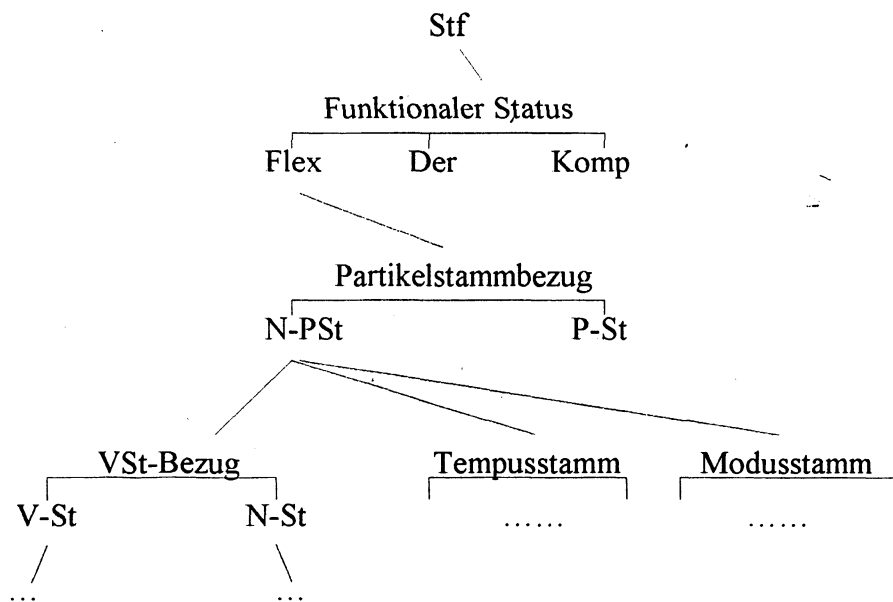 Stf
Funktionaler Status
Flex Der Komp
Partikelstammbezug
N-PSt P-St
VSt-Bezug Tempusstamm Modusstamm
V-St N-St ...... ......
... ...